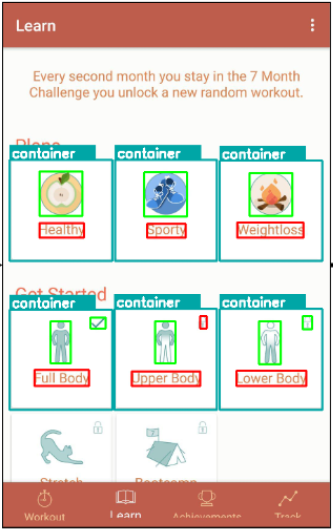 Learn
Every second month you stay in the 7 Month
Challenge you unlock a new random workout.
Plans
container container container
Healthy Sporty Weightloss
Get Started
container container container
Full Body Upper Body Lower Body
Stretch Bootcamp
Workout Learn Achievements Track